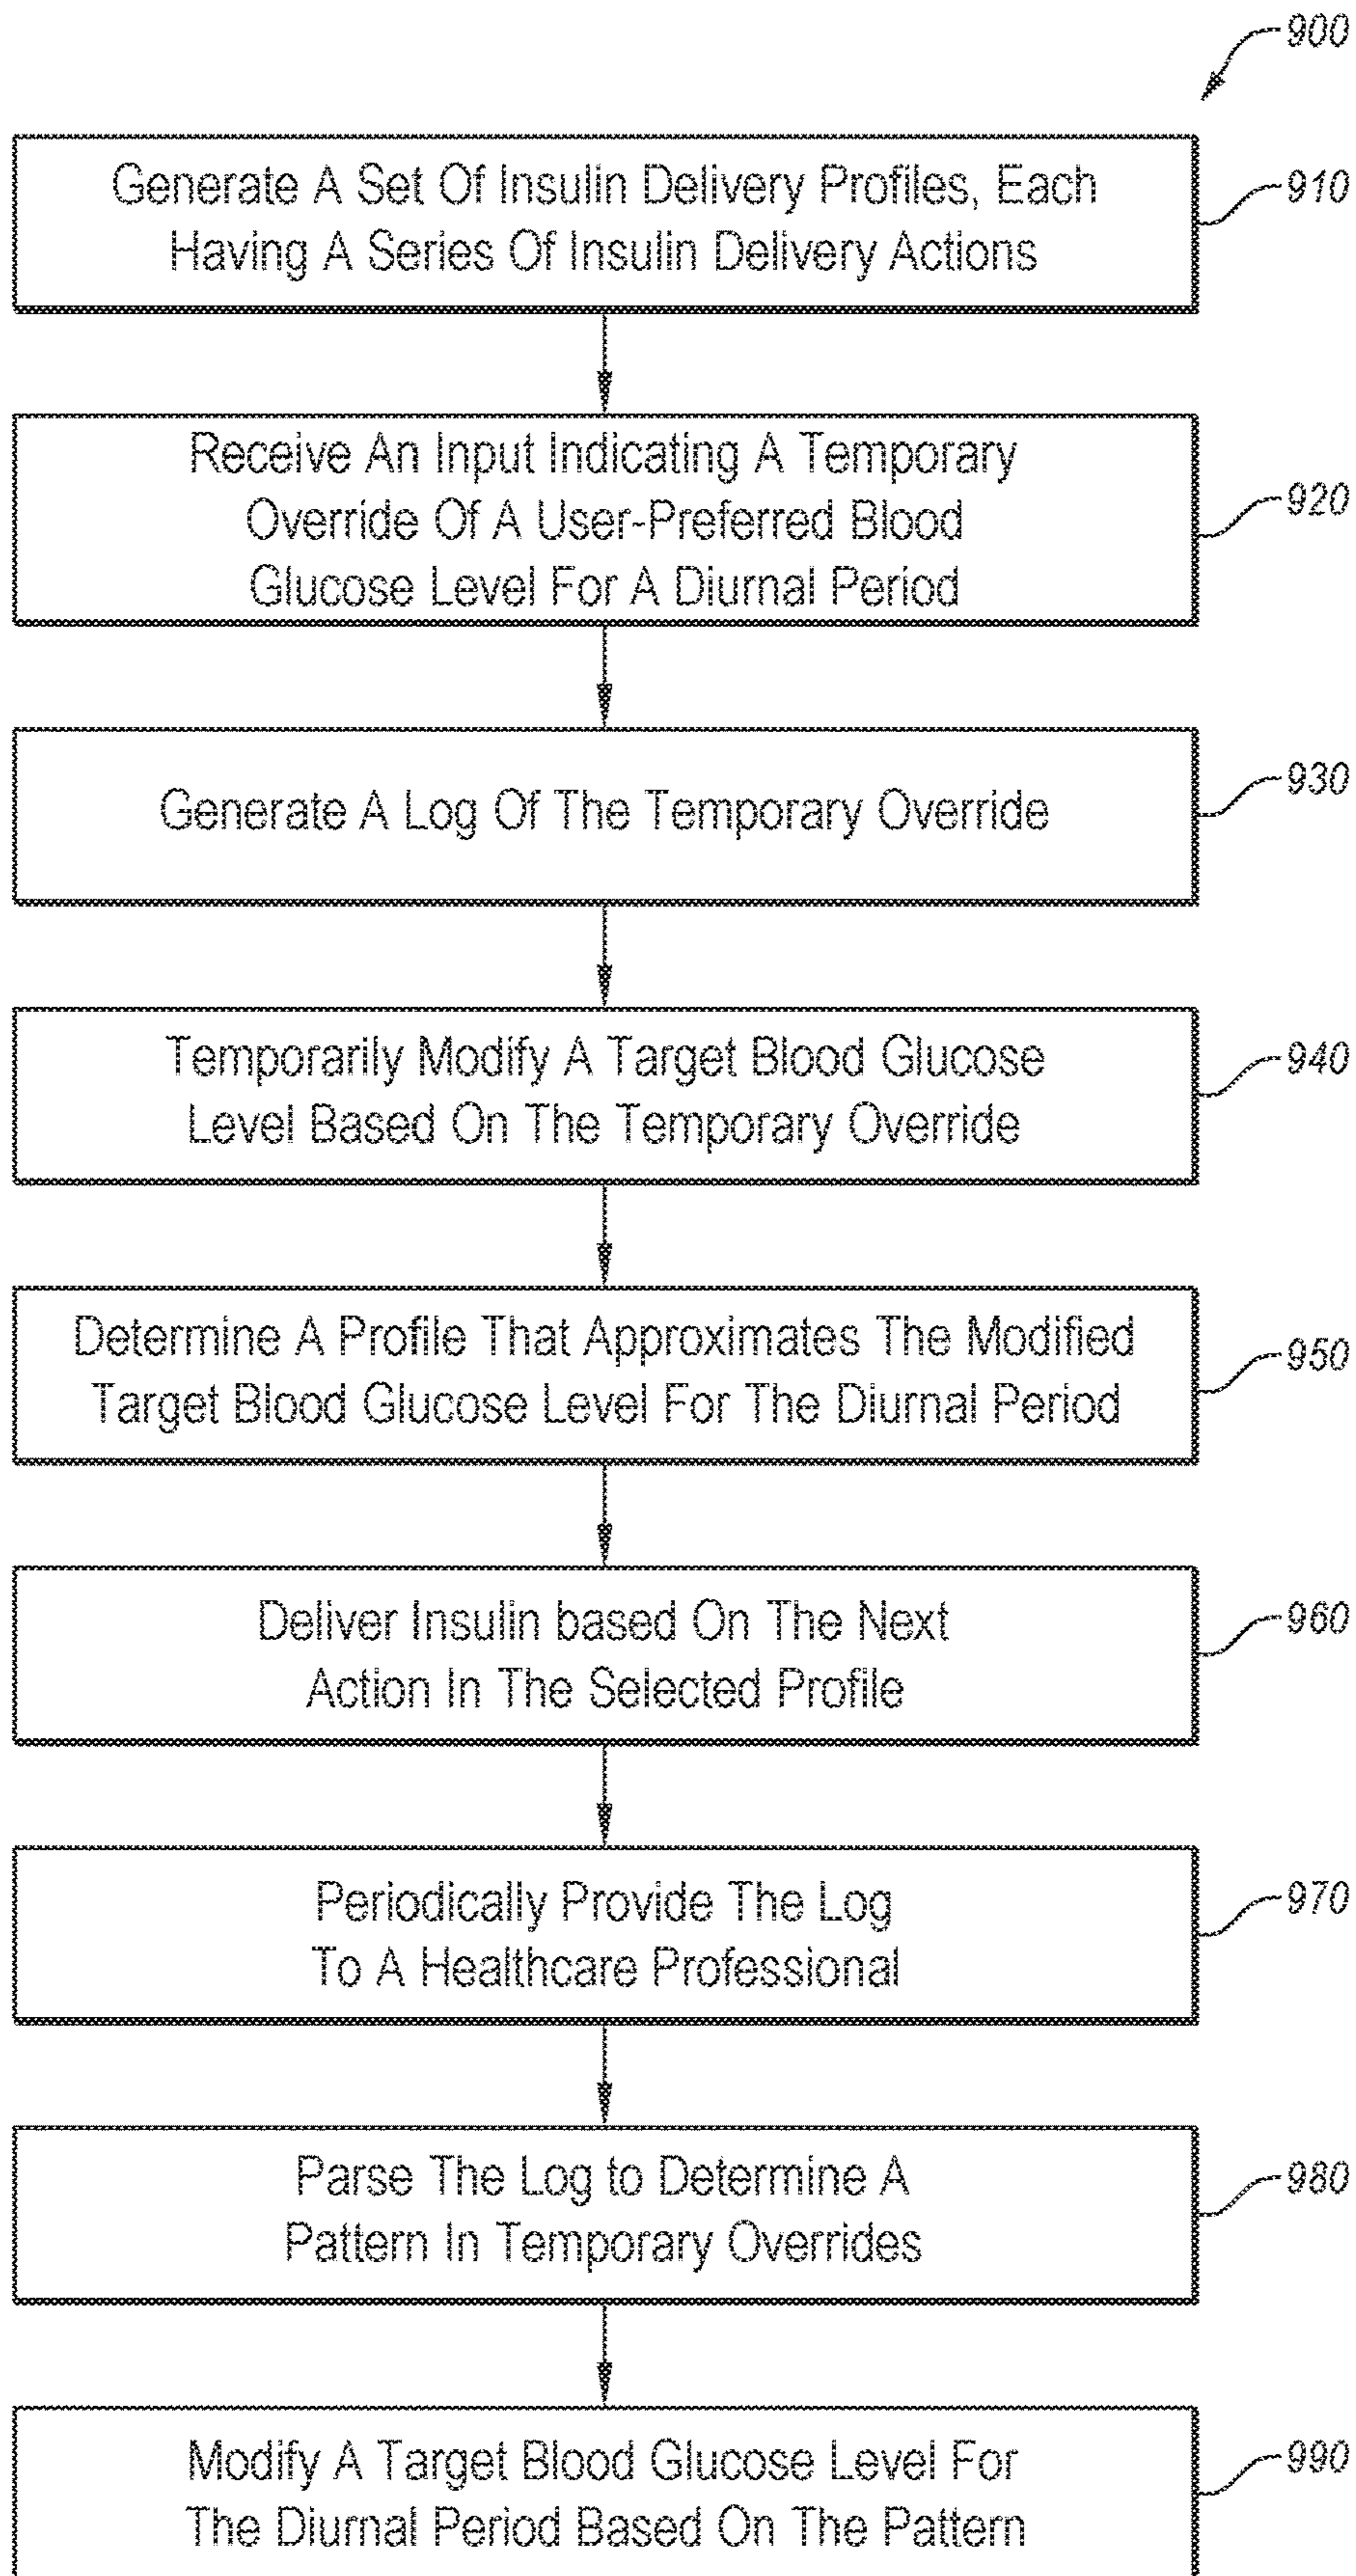 900
Generate A Set Of Insulin Delivery Profiles, Each
Having A Series Of Insulin Delivery Actions
910
Receive An Input Indicating A Temporary
Override Of A User-Preferred Blood
Glucose Level For A Diurnal Period
920
Generate A Log Of The Temporary Override
930
Temporarily Modify A Target Blood Glucose
Level Based On The Temporary Override
940
Determine A Profile That Approximates The Modified
Target Blood Glucose Level For The Diurnal Period
950
Deliver Insulin based On The Next
Action In The Selected Profile
960
Periodically Provide The Log
To A Healthcare Professional
970
Parse The Log to Determine A
Pattern In Temporary Overrides
980
Modify A Target Blood Glucose Level For
The Diurnal Period Based On The Pattern
990